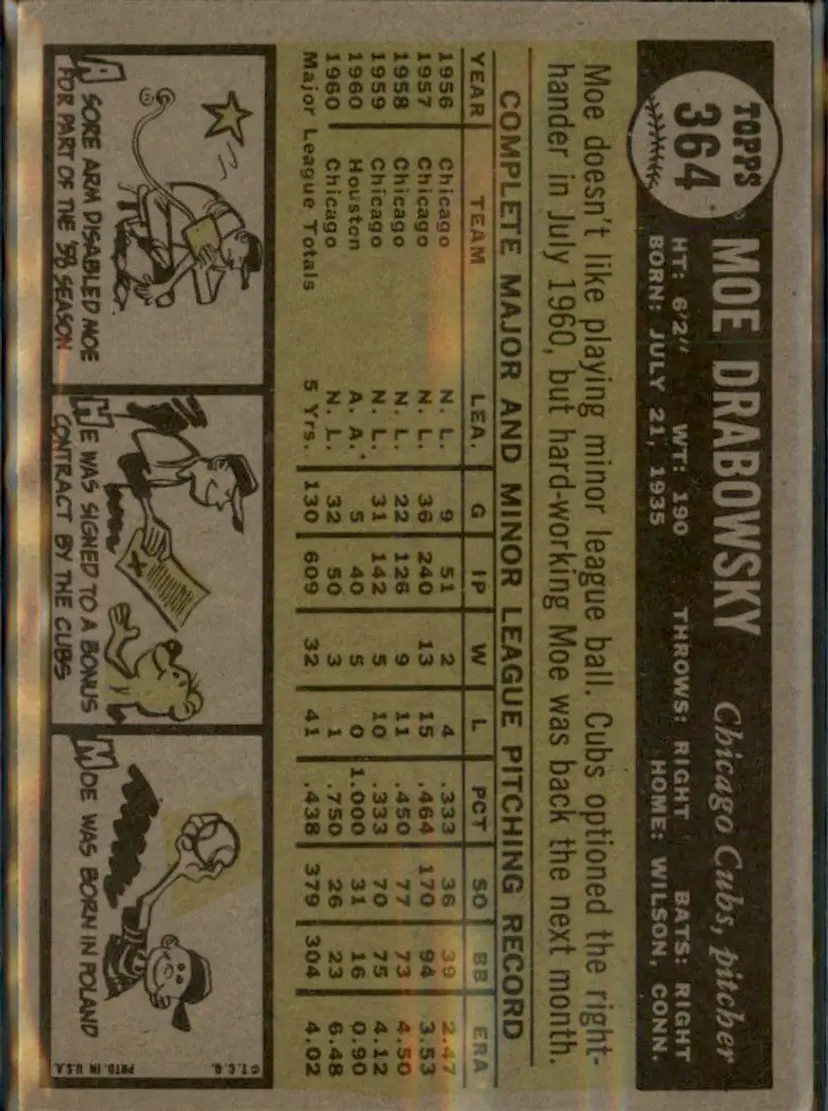 TOPPS
364
MOE DRABOWSKY Chicago Cubs, pitcher
HT: 6'2" WT: 190 THROWS: RIGHT BATS: RIGHT
BORN: JULY 21, 1935 HOME: WILSON, CONN.
Moe doesn't like playing minor league ball. Cubs optioned the right-
hander in July 1960, but hard-working Moe was back the next month.
COMPLETE MAJOR AND MINOR LEAGUE PITCHING RECORD
YEAR TEAM LEA. G IP W L PCT SO BB ERA
1956 Chicago N. L. 9 51 2 4 .333 36 39 2.47
1957 Chicago N. L. 36 240 13 15 .464 170 94 3.53
1958 Chicago N. L. 22 126 9 11 .450 77 73 4.50
1959 Chicago N. L. 31 142 5 10 .333 70 75 4.12
1960 Houston A. A. 5 40 5 0 1.000 31 16 0.90
1960 Chicago N. L. 32 50 3 1 .750 26 23 6.48
Major League Totals 5 Yrs. 130 609 32 41 .438 379 304 4.02
A SORE ARM DISABLED MOE
FOR PART OF THE '58 SEASON
X
HE WAS SIGNED TO A BONUS
CONTRACT BY THE CUBS
MOE WAS BORN IN POLAND
© T. C. G.
PRTD. IN U.S.A.